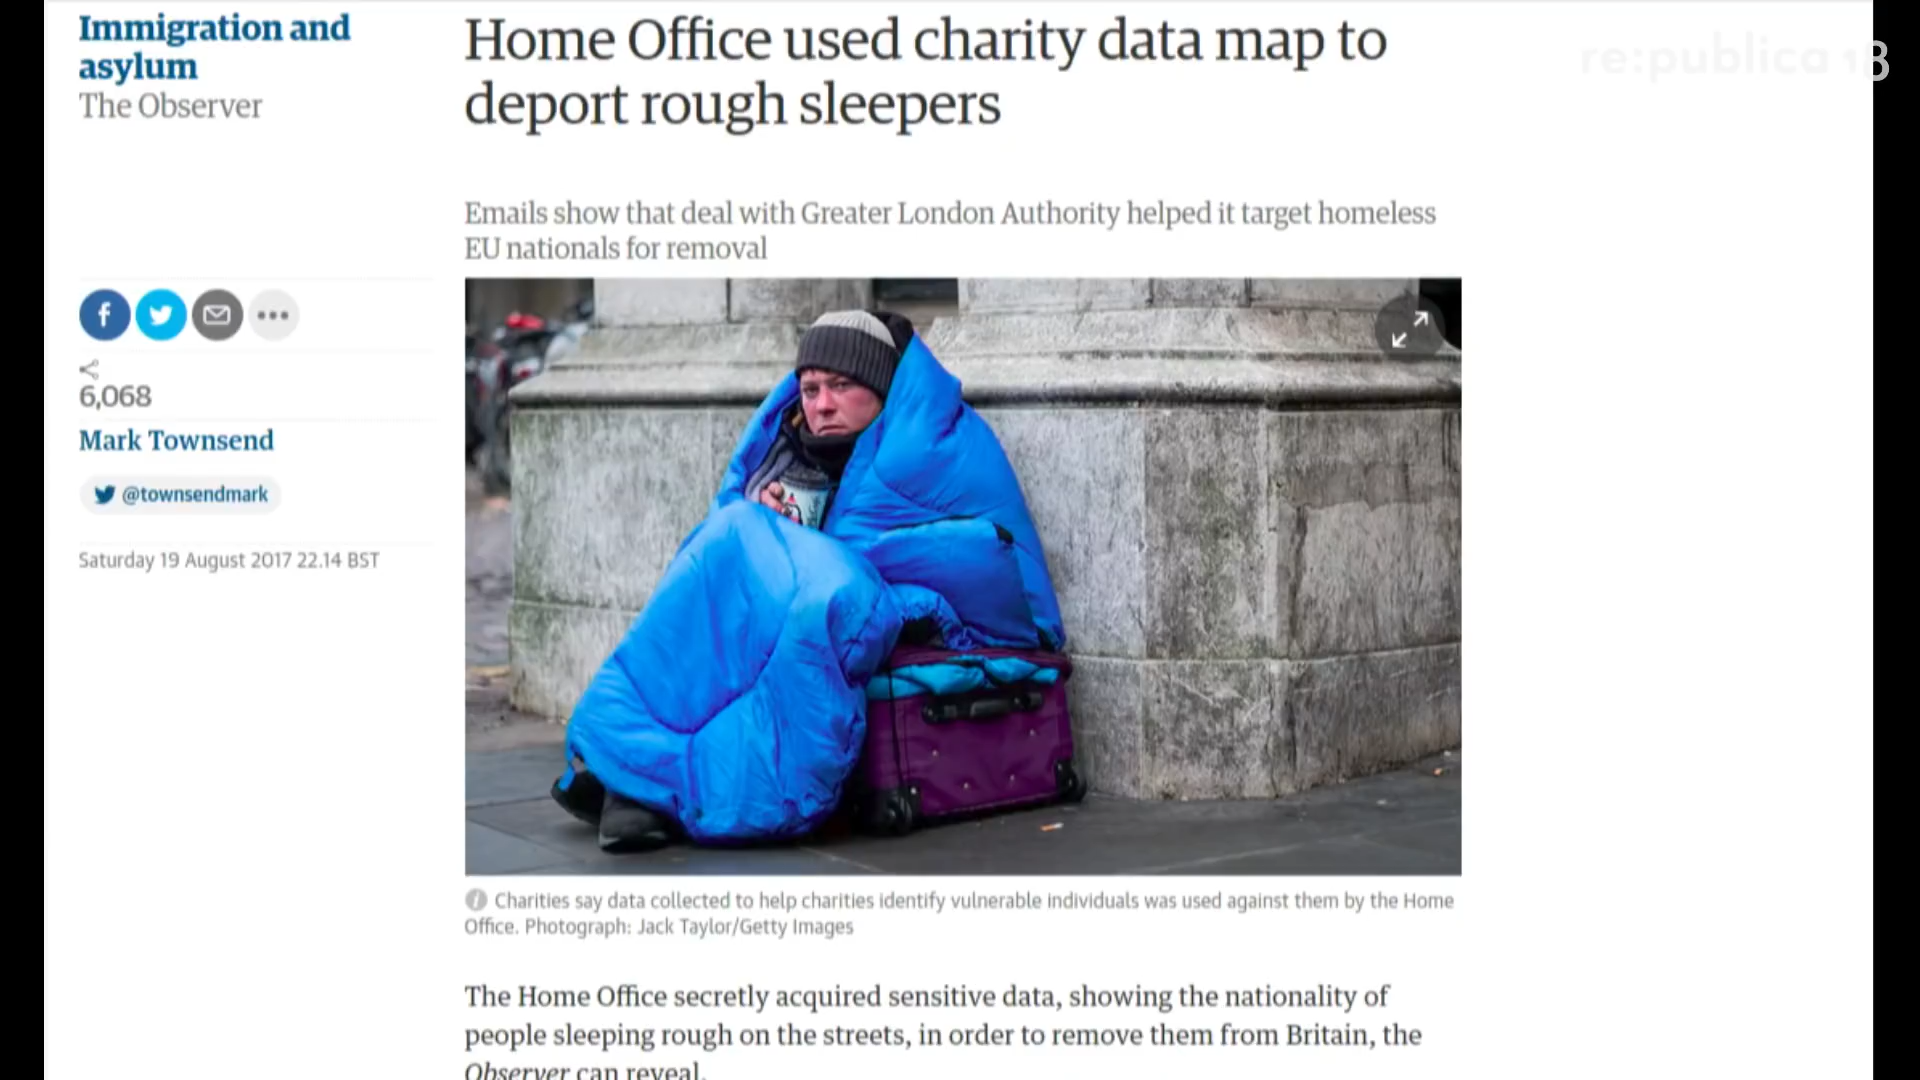 Immigration and
asylum
The Observer
Home Office used charity data map to
deport rough sleepers
re:publica 18
Emails show that deal with Greater London Authority helped it target homeless
EU nationals for removal
6,068
Mark Townsend
@townsendmark
Saturday 19 August 2017 22.14 BST
Charities say data collected to help charities identify vulnerable individuals was used against them by the Home
Office. Photograph: Jack Taylor/Getty Images
The Home Office secretly acquired sensitive data, showing the nationality of
people sleeping rough on the streets, in order to remove them from Britain, the
Observer can reveal.